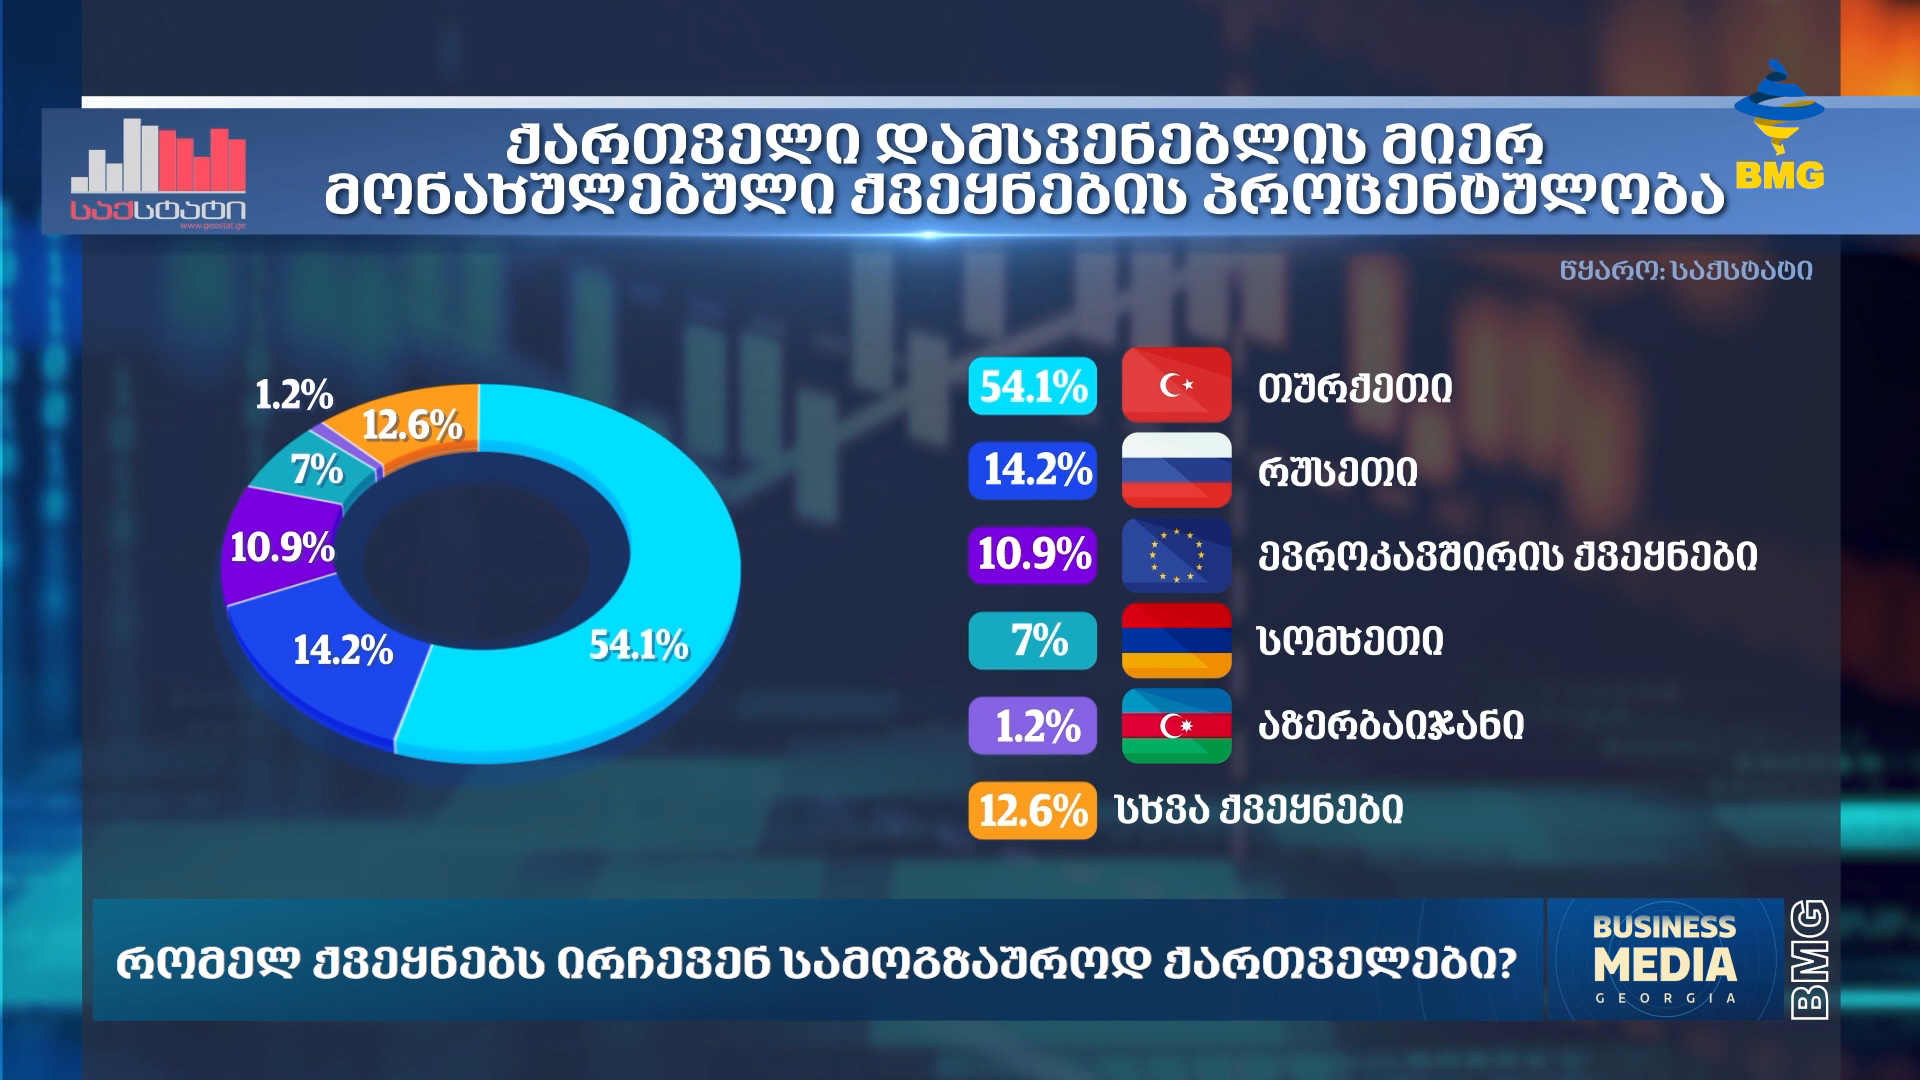 ქართველი დამსვენებლის მიერ
მონახულებული ქვეყნების პროცენტულობა
საქსტატი
www.geostat.ge
BMG
წყარო: საქსტატი
1.2%
12.6%
7%
10.9%
14.2%
54.1%
54.1% თურქეთი
14.2% რუსეთი
10.9% ევროკავშირის ქვეყნები
7% სომხეთი
1.2% აზერბაიჯანი
12.6% სხვა ქვეყნები
რომელ ქვეყნებს ირჩევენ სამოგზაუროდ ქართველები?
BUSINESS
MEDIA
GEORGIA
BMG